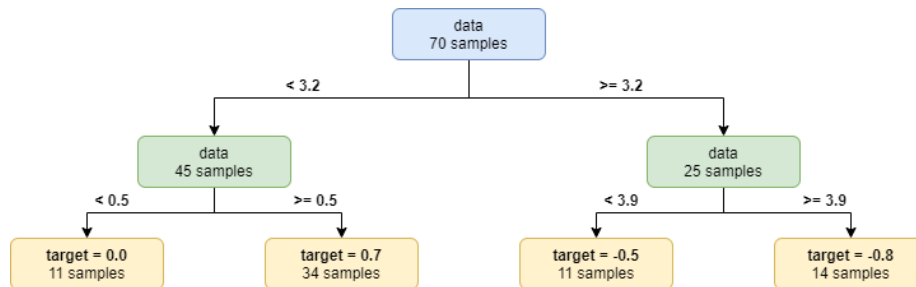 data
70 samples
< 3.2
>= 3.2
data
45 samples
data
25 samples
< 0.5
>= 0.5
< 3.9
>= 3.9
target = 0.0
11 samples
target = 0.7
34 samples
target = -0.5
11 samples
target = -0.8
14 samples